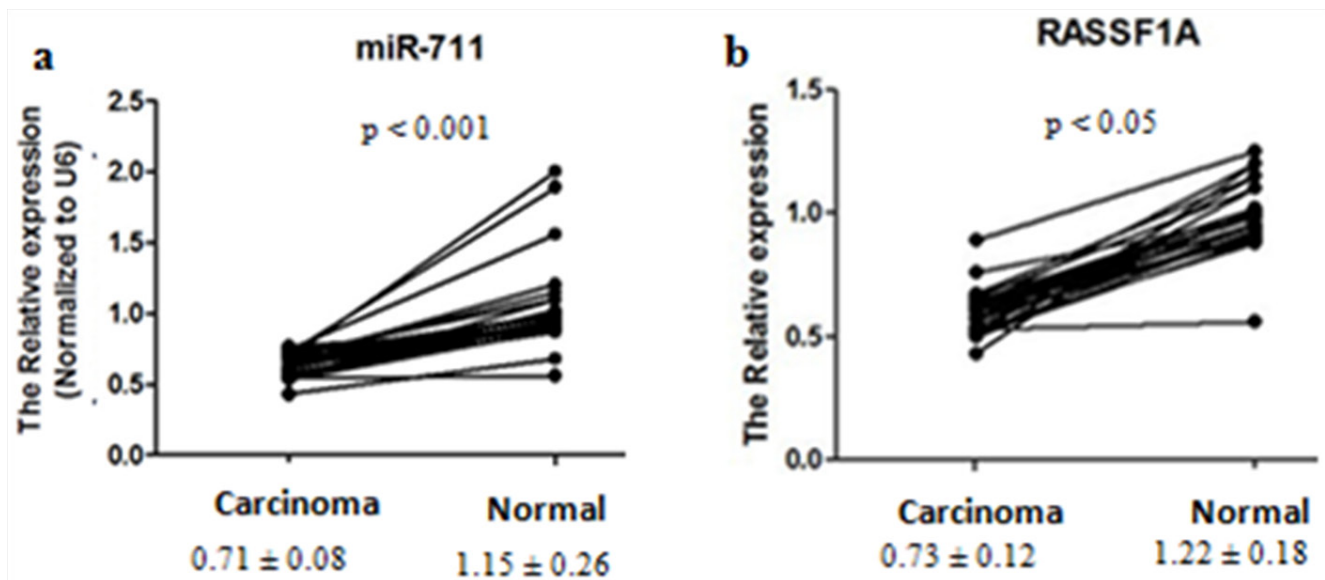 a
miR-711
The Relative expression
(Normalized to U6)
2.5
2.0
1.5
1.0
0.5
0.0
p < 0.001
Carcinoma
Normal
0.71 ± 0.08
1.15 ± 0.26
b
RASSF1A
The Relative expression
1.5
1.0
0.5
0.0
p < 0.05
Carcinoma
Normal
0.73 ± 0.12
1.22 ± 0.18